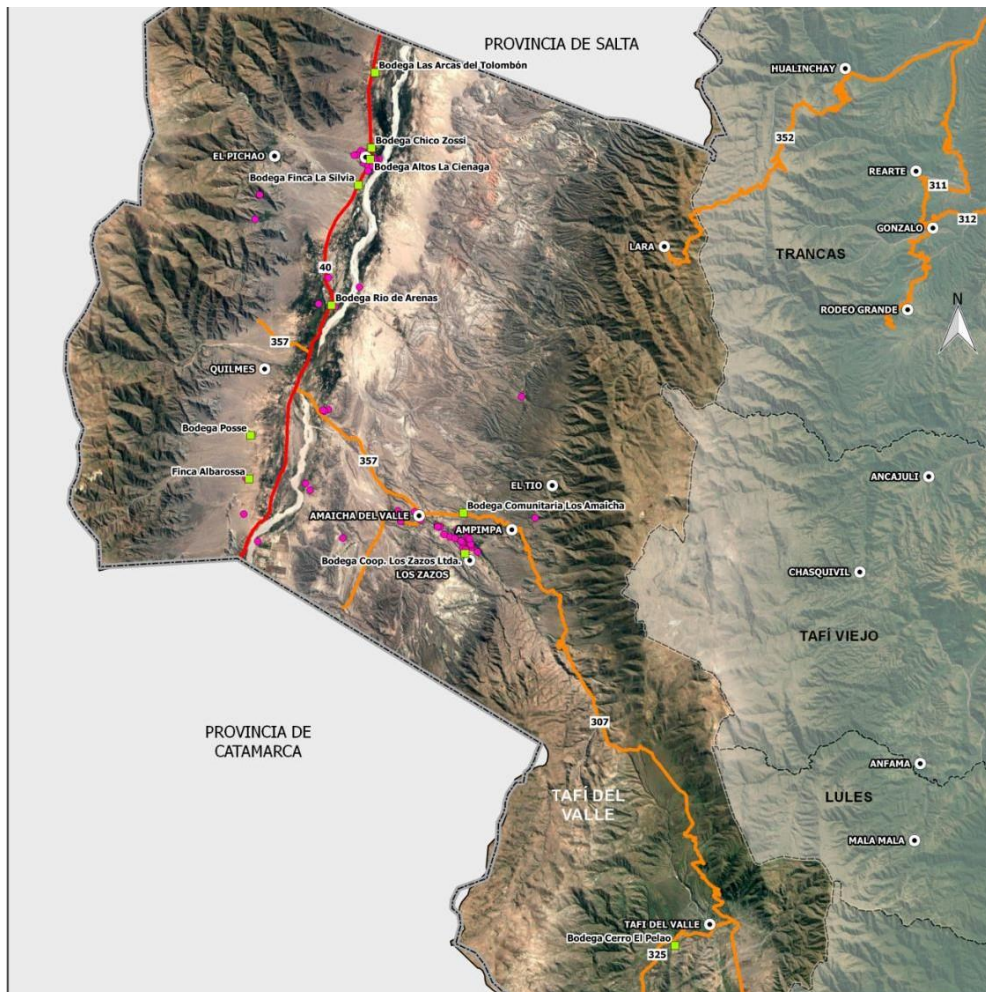 PROVINCIA DE SALTA
HUALINCHAY
Bodega Las Arcas del Tolombón
352
Bodega Chico Zossi
EL PICHAO
Bodega Altos La Cienaga
REARTE
Bodega Finca La Silvia
311
312
GONZALO
LARA
TRANCAS
40
N
Bodega Rio de Arenas
RODEO GRANDE
357
QUILMES
Bodega Posse
357
Finca Albarossa
ANCAJULI
EL TIO
Bodega Comunitaria Los Amaicha
AMAICHA DEL VALLE
AMPIMPA
Bodega Coop. Los Zazos Ltda.
LOS ZAZOS
CHASQUIVIL
TAFÍ VIEJO
307
PROVINCIA DE
CATAMARCA
ANFAMA
TAFÍ DEL
VALLE
LULES
MALA MALA
TAFI DEL VALLE
Bodega Cerro El Pelao
325